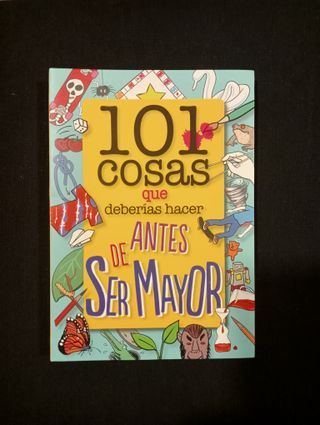 101
cosas
que
deberías hacer
ANTES
DE
SER MAYOR